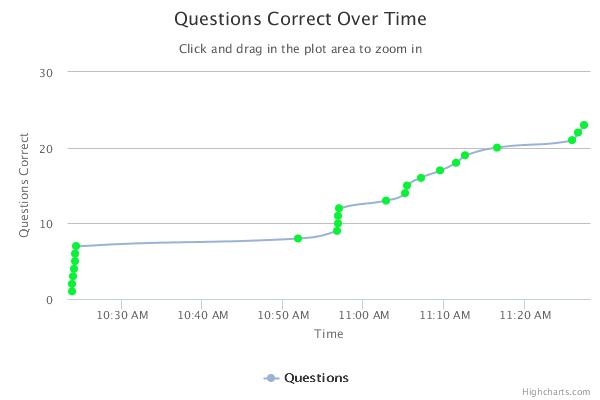 Questions Correct Over Time
Click and drag in the plot area to zoom in
30
20
10
0
Questions Correct
10:30 AM 10:40 AM 10:50 AM 11:00 AM 11:10 AM 11:20 AM
Time
Questions
Highcharts.com